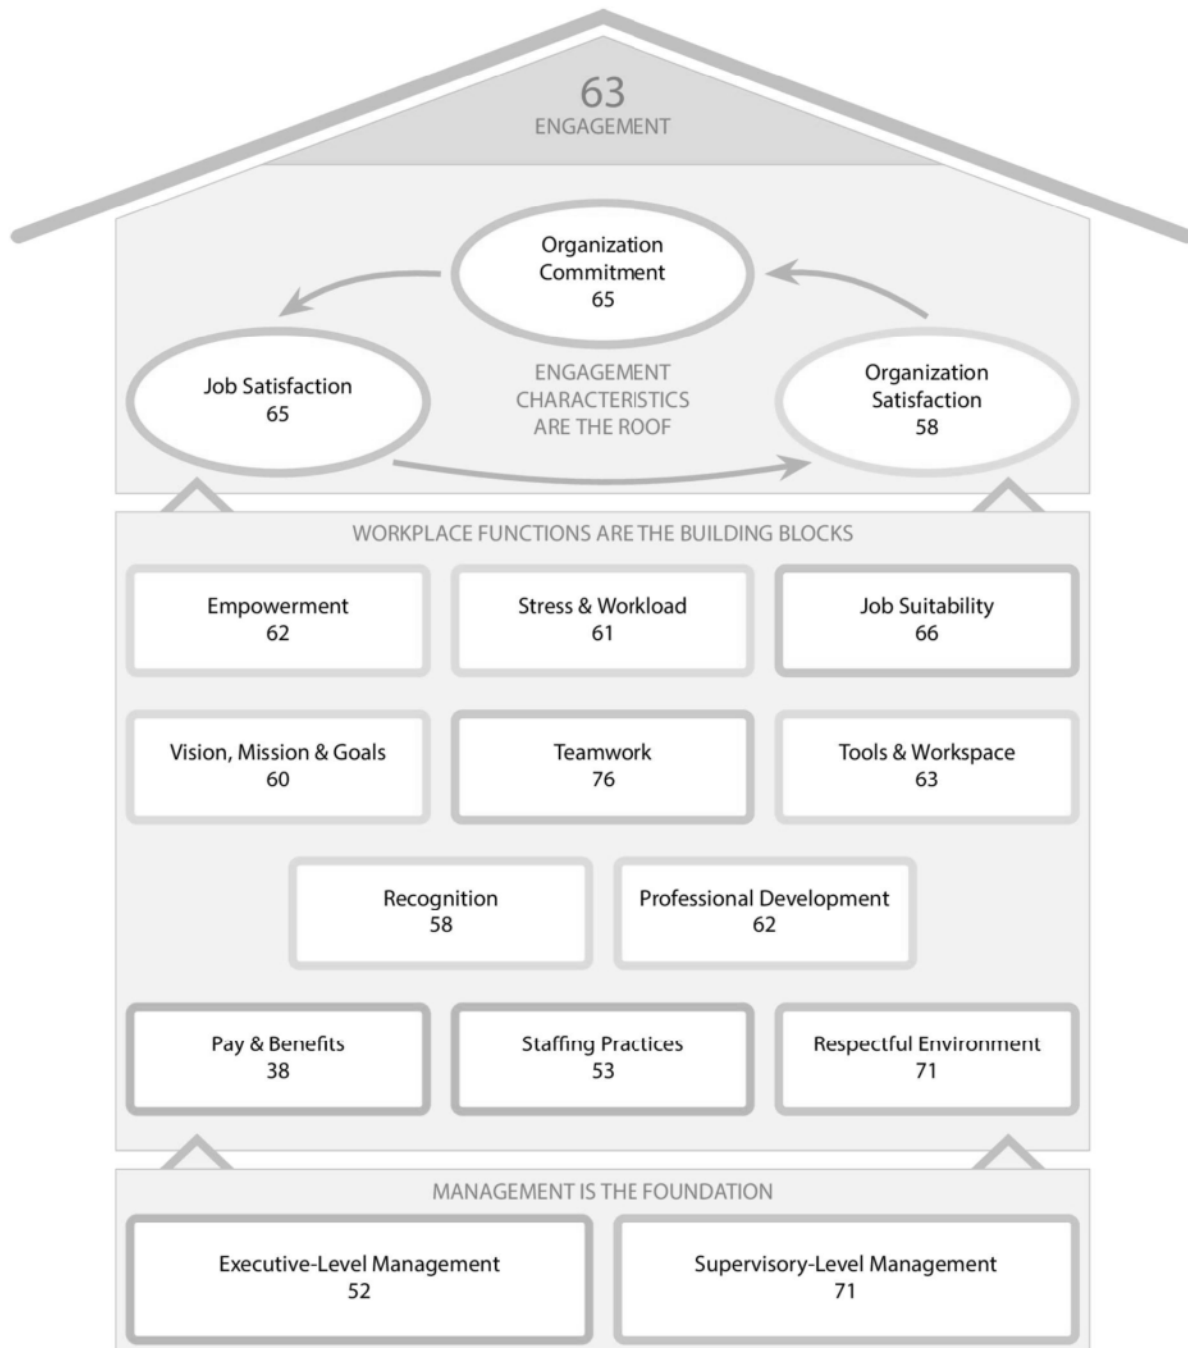 63
ENGAGEMENT
Organization
Commitment
65
Job Satisfaction
65
ENGAGEMENT
CHARACTERISTICS
ARE THE ROOF
Organization
Satisfaction
58
WORKPLACE FUNCTIONS ARE THE BUILDING BLOCKS
Empowerment
62
Stress & Workload
61
Job Suitability
66
Vision, Mission & Goals
60
Teamwork
76
Tools & Workspace
63
Recognition
58
Professional Development
62
Pay & Benefits
38
Staffing Practices
53
Respectful Environment
71
MANAGEMENT IS THE FOUNDATION
Executive-Level Management
52
Supervisory-Level Management
71